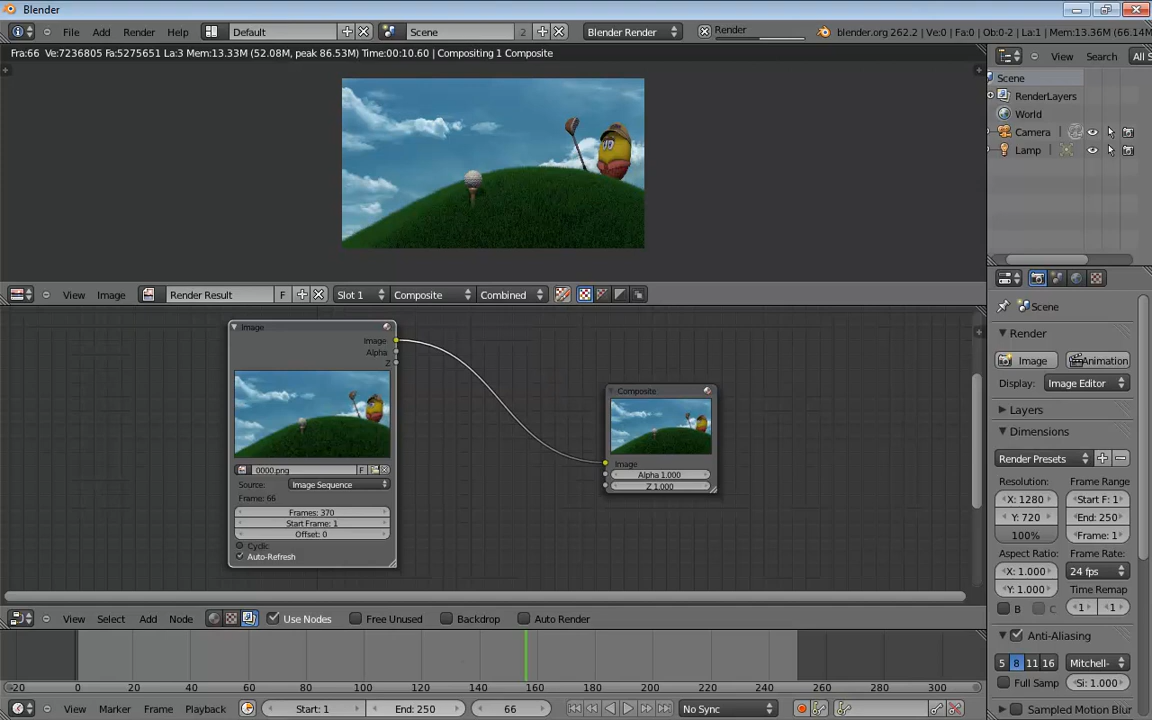 Blender
File Add Render Help Default Scene 2 Blender Render Render blender.org 262.2 | Ve:0 | Fa:0 | Ob:0-2 | La:1 | Mem:13.36M (66.14M
Fra:66 Ve:7236805 Fa:5275651 La:3 Mem:13.33M (52.08M, peak 86.53M) Time:00:10.60 | Compositing 1 Composite
View Search All S
Scene
RenderLayers
World
Camera
Lamp
View Image Render Result F Slot 1 Composite Combined
Scene
Render
Image Animation
Display: Image Editor
Layers
Dimensions
Render Presets
Resolution: Frame Range
X: 1280 Start F: 1
Y: 720 End: 250
100% Frame: 1
Aspect Ratio: Frame Rate:
X: 1.000 24 fps
Y: 1.000 Time Remap
B C 1 1
Anti-Aliasing
5 8 11 16 Mitchell-
Full Samp Si: 1.000
Sampled Motion Blur
Image
Image
Alpha
Z
0000.png F
Source: Image Sequence
Frame: 66
Frames: 370
Start Frame: 1
Offset: 0
Cyclic
Auto-Refresh
Composite
Image
Alpha 1.000
Z 1.000
View Select Add Node Use Nodes Free Unused Backdrop Auto Render
-20 0 20 40 60 80 100 120 140 160 180 200 220 240 260 280 300
View Marker Frame Playback Start: 1 End: 250 66 No Sync